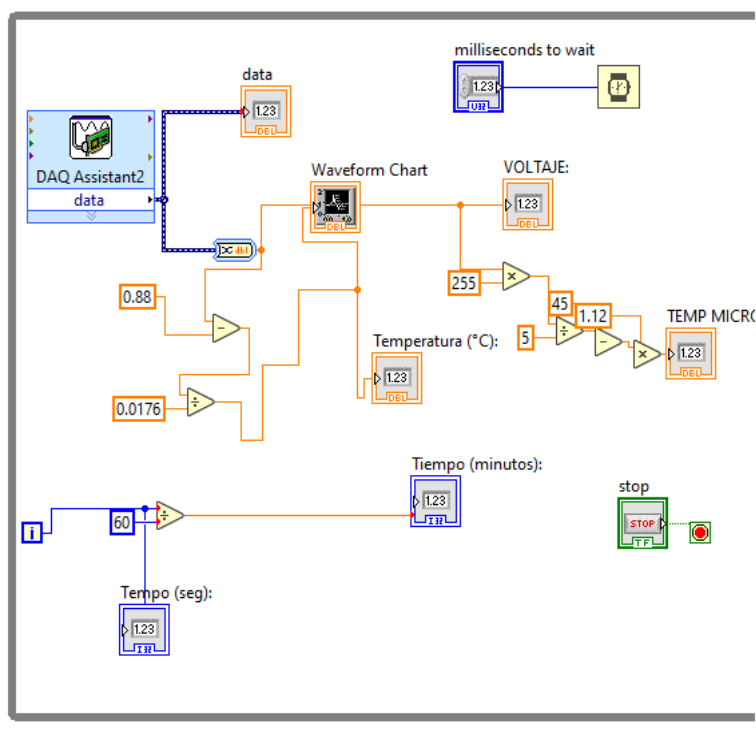 milliseconds to wait
1.23
U32
data
1.23
DBL
DAQ Assistant2
data
Waveform Chart
DBL
VOLTAJE:
1.23
DBL
dbl
255
×
0.88
−
45
1.12
TEMP MICRO
5
÷
−
×
1.23
DBL
Temperatura (°C):
1.23
DBL
0.0176
÷
Tiempo (minutos):
1.23
I32
stop
STOP
TF
i
60
÷
Tempo (seg):
1.23
I32